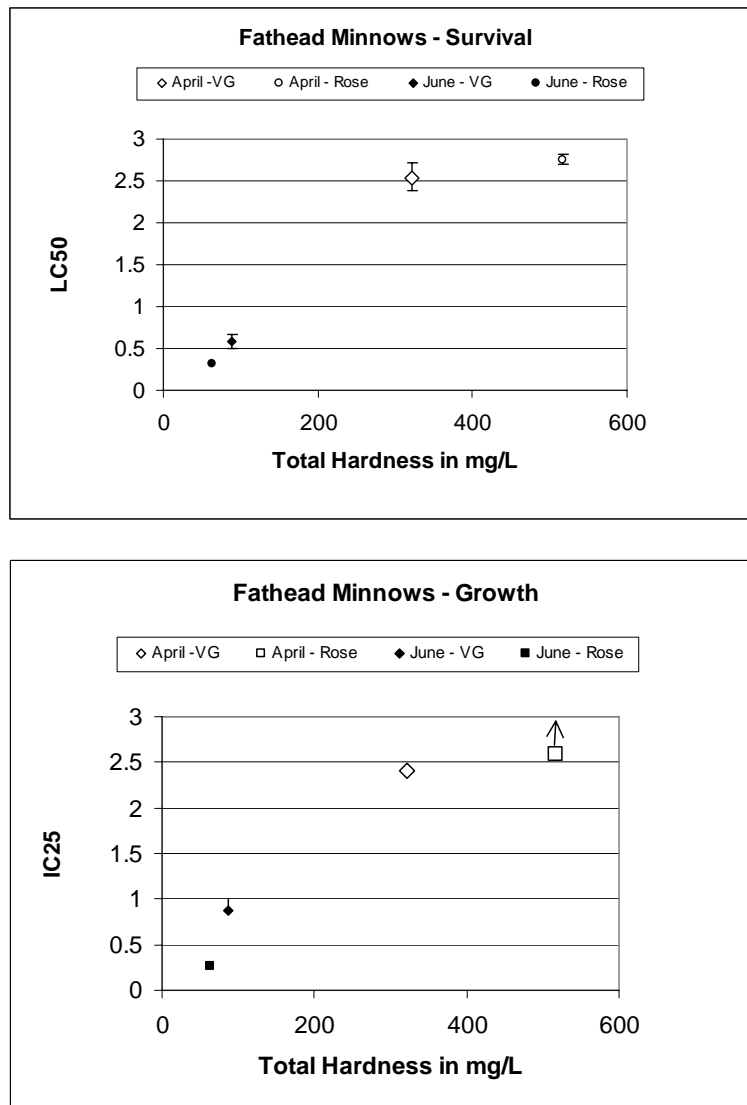 Fathead Minnows - Survival
April -VG April - Rose June - VG June - Rose
3
2.5
2
1.5
1
0.5
0
LC50
0 200 400 600
Total Hardness in mg/L
Fathead Minnows - Growth
April -VG April - Rose June - VG June - Rose
3
2.5
2
1.5
1
0.5
0
IC25
0 200 400 600
Total Hardness in mg/L